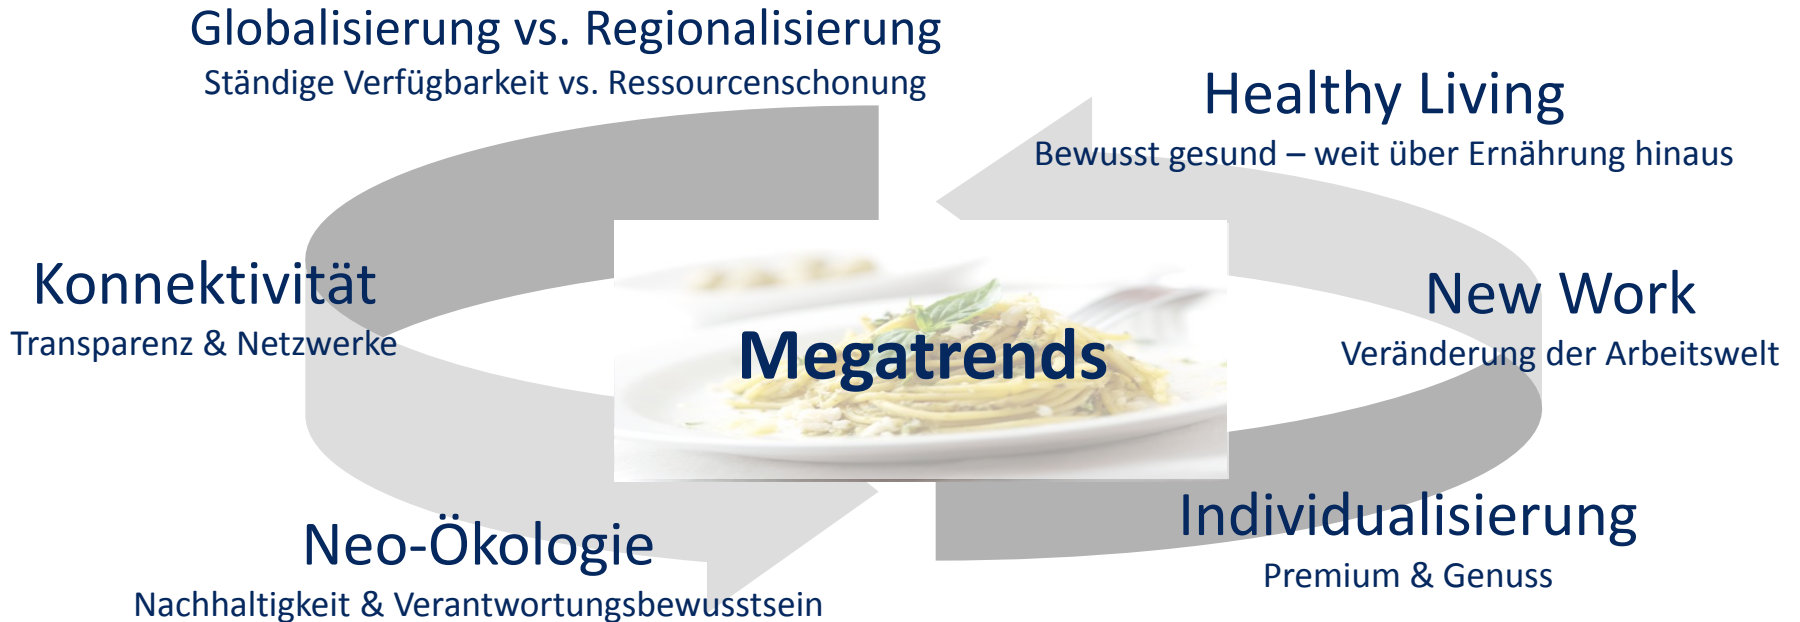 Globalisierung vs. Regionalisierung
Ständige Verfügbarkeit vs. Ressourcenschonung
Healthy Living
Bewusst gesund – weit über Ernährung hinaus
Konnektivität
Transparenz & Netzwerke
New Work
Veränderung der Arbeitswelt
Megatrends
Individualisierung
Premium & Genuss
Neo-Ökologie
Nachhaltigkeit & Verantwortungsbewusstsein